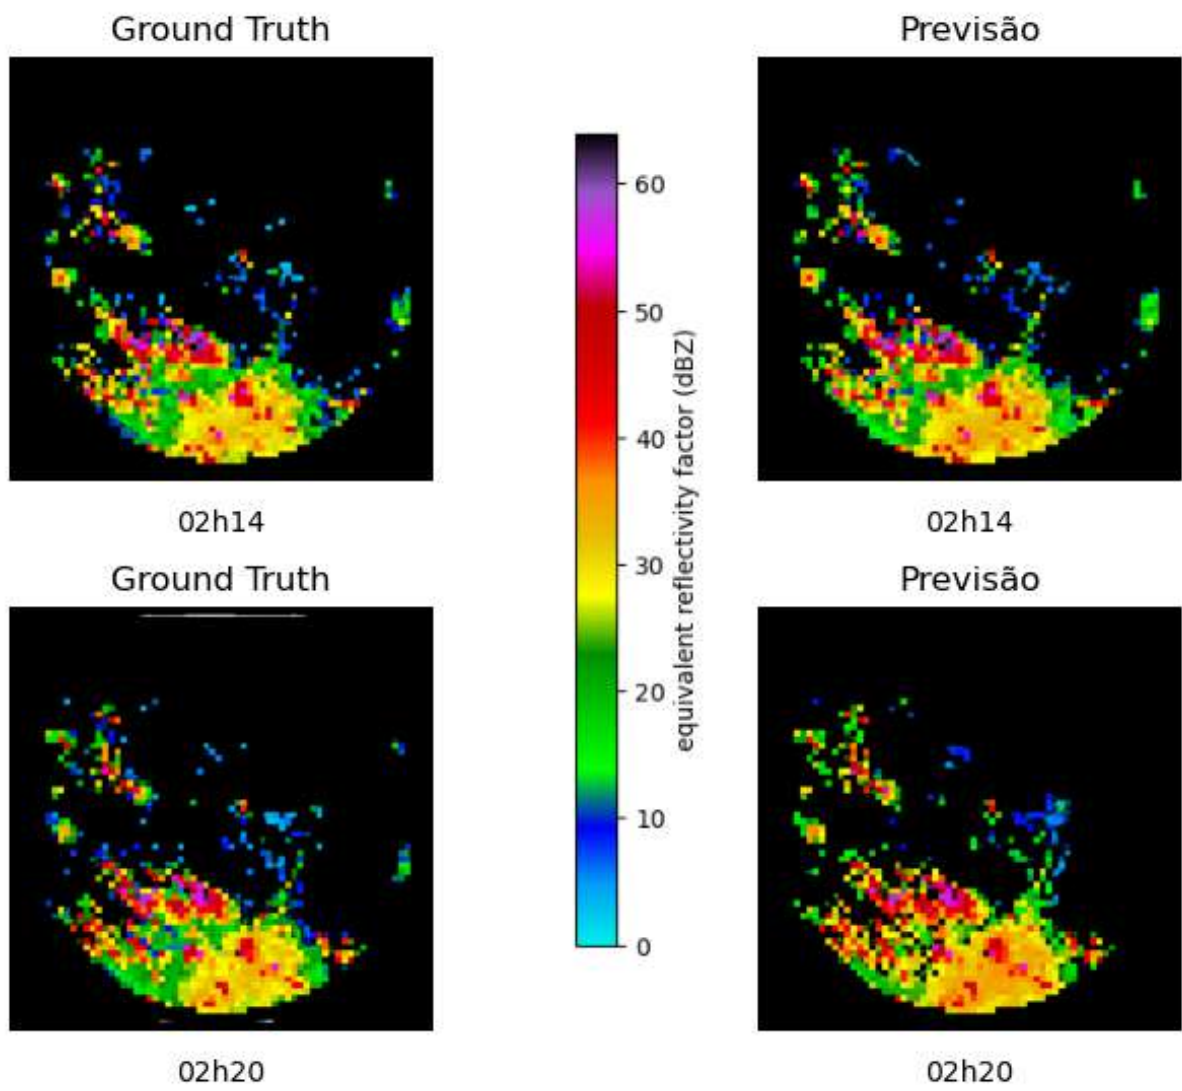 Ground Truth
Previsão
02h14
02h14
60
50
40
30
20
10
0
equivalent reflectivity factor (dBZ)
Ground Truth
Previsão
02h20
02h20